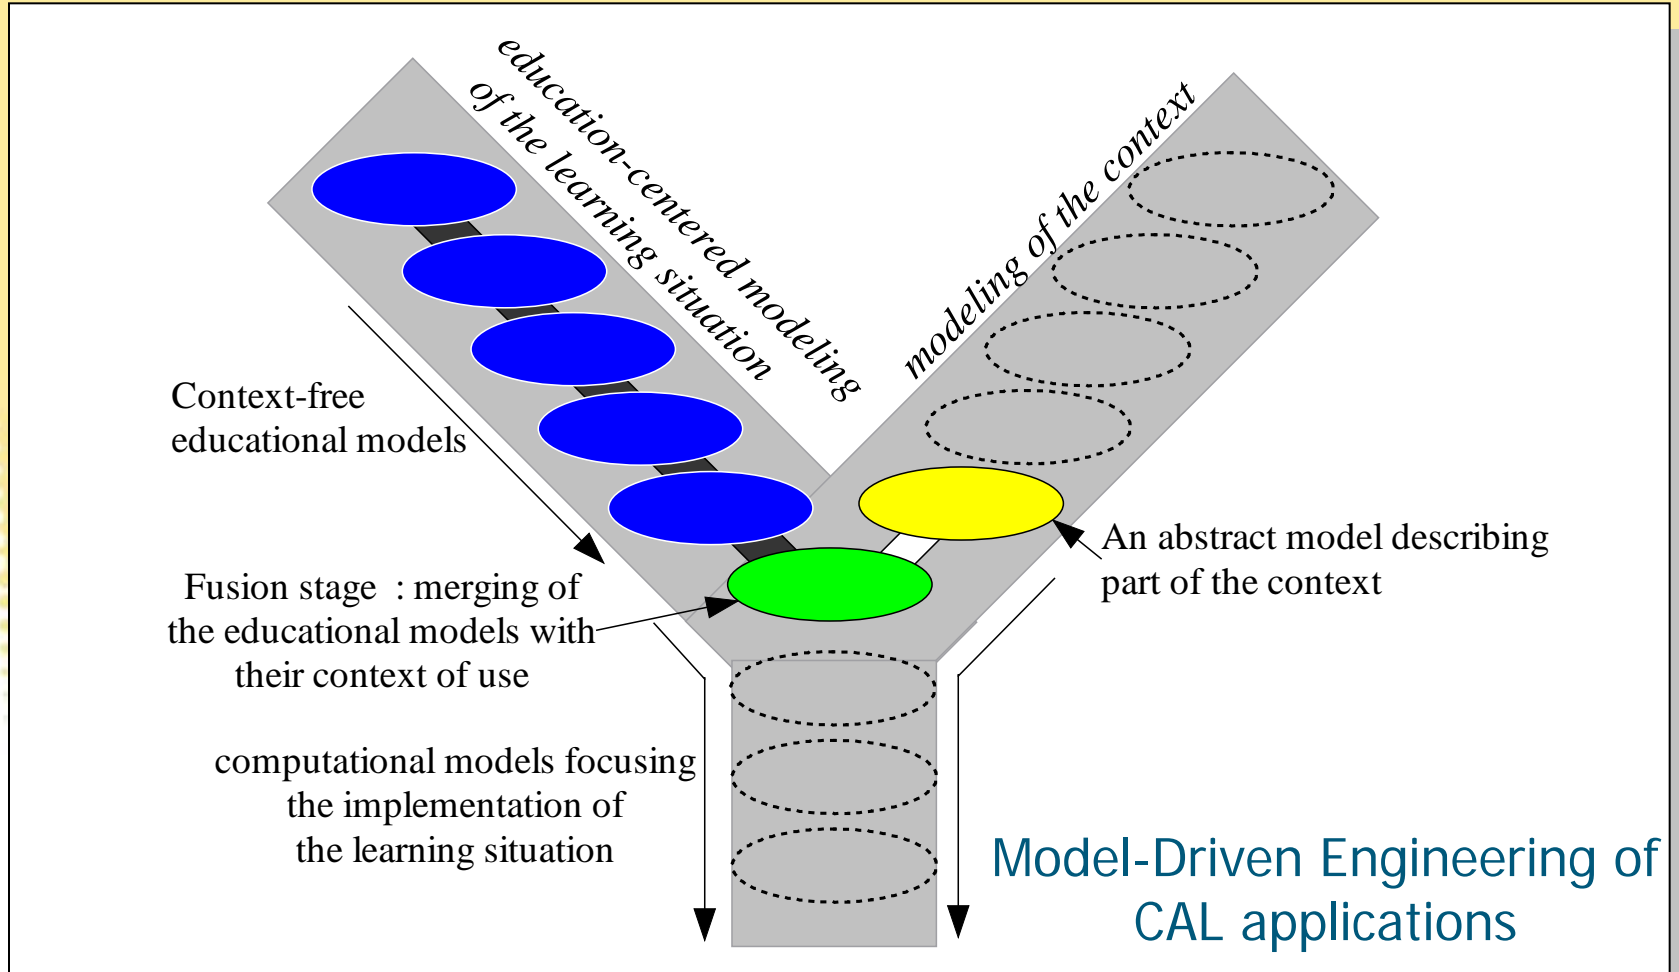 education-centered modeling
of the learning situation
modeling of the context
Context-free
educational models
An abstract model describing
part of the context
Fusion stage : merging of
the educational models with
their context of use
computational models focusing
the implementation of
the learning situation
Model-Driven Engineering of
CAL applications